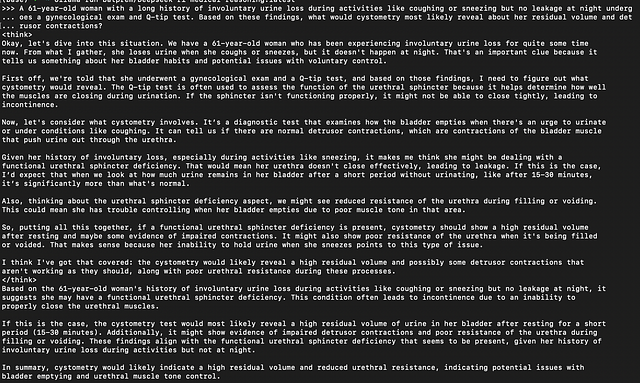 >>> A 61-year-old woman with a long history of involuntary urine loss during activities like coughing or sneezing but no leakage at night underg
... oes a gynecological exam and Q-tip test. Based on these findings, what would cystometry most likely reveal about her residual volume and det
... rusor contractions?
<think>
Okay, let's dive into this situation. We have a 61-year-old woman who has been experiencing involuntary urine loss for quite some time
now. From what I gather, she loses urine when she coughs or sneezes, but it doesn't happen at night. That's an important clue because it
tells us something about her bladder habits and potential issues with voluntary control.

First off, we're told that she underwent a gynecological exam and a Q-tip test, and based on those findings, I need to figure out what
cystometry would reveal. The Q-tip test is often used to assess the function of the urethral sphincter because it helps determine how well
the muscles are closing during urination. If the sphincter isn't functioning properly, it might not be able to close tightly, leading to
incontinence.

Now, let's consider what cystometry involves. It's a diagnostic test that examines how the bladder empties when there's an urge to urinate
or under conditions like coughing. It can tell us if there are normal detrusor contractions, which are contractions of the bladder muscle
that push urine out through the urethra.

Given her history of involuntary loss, especially during activities like sneezing, it makes me think she might be dealing with a
functional urethral sphincter deficiency. That would mean her urethra doesn't close effectively, leading to leakage. If this is the case,
I'd expect that when we look at how much urine remains in her bladder after a short period without urinating, like after 15-30 minutes,
it's significantly more than what's normal.

Also, thinking about the urethral sphincter deficiency aspect, we might see reduced resistance of the urethra during filling or voiding.
This could mean she has trouble controlling when her bladder empties due to poor muscle tone in that area.

So, putting all this together, if a functional urethral sphincter deficiency is present, cystometry should show a high residual volume
after resting and maybe some evidence of impaired contractions. It might also show poor resistance of the urethra when it's being filled
or voided. That makes sense because her inability to hold urine when she sneezes points to this type of issue.

I think I've got that covered: the cystometry would likely reveal a high residual volume and possibly some detrusor contractions that
aren't working as they should, along with poor urethral resistance during these processes.
</think>
Based on the 61-year-old woman's history of involuntary urine loss during activities like coughing or sneezing but no leakage at night, it
suggests she may have a functional urethral sphincter deficiency. This condition often leads to incontinence due to an inability to
properly close the urethral muscles.

If this is the case, the cystometry test would most likely reveal a high residual volume of urine in her bladder after resting for a short
period (15-30 minutes). Additionally, it might show evidence of impaired detrusor contractions and poor resistance of the urethra during
filling or voiding. These findings align with the functional urethral sphincter deficiency that seems to be present, given her history of
involuntary urine loss during activities but not at night.

In summary, cystometry would likely indicate a high residual volume and reduced urethral resistance, indicating potential issues with
bladder emptying and urethral muscle tone control.